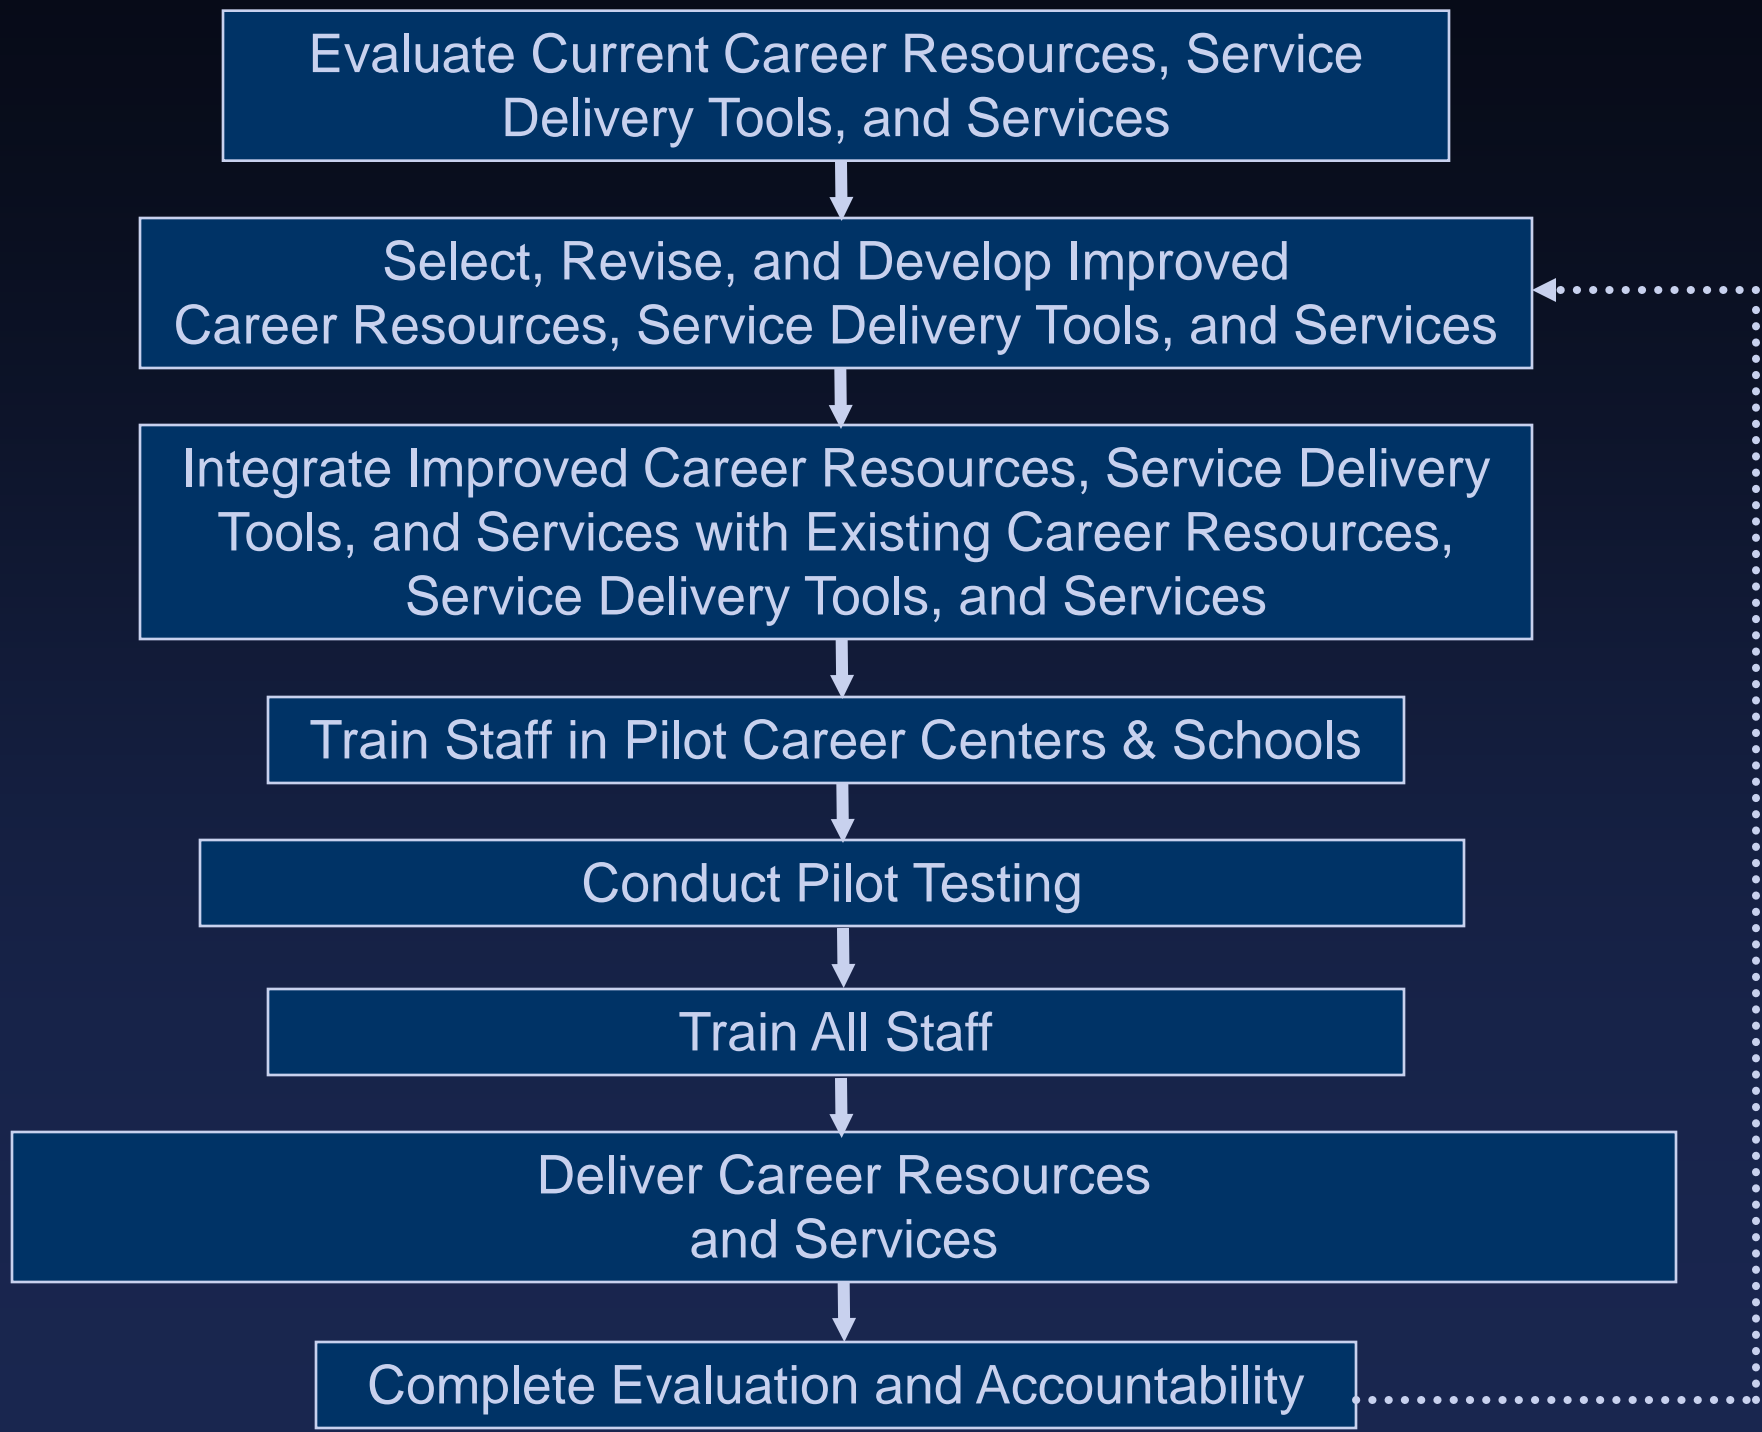 Evaluate Current Career Resources, Service
Delivery Tools, and Services
Select, Revise, and Develop Improved
Career Resources, Service Delivery Tools, and Services
Integrate Improved Career Resources, Service Delivery
Tools, and Services with Existing Career Resources,
Service Delivery Tools, and Services
Train Staff in Pilot Career Centers & Schools
Conduct Pilot Testing
Train All Staff
Deliver Career Resources
and Services
Complete Evaluation and Accountability